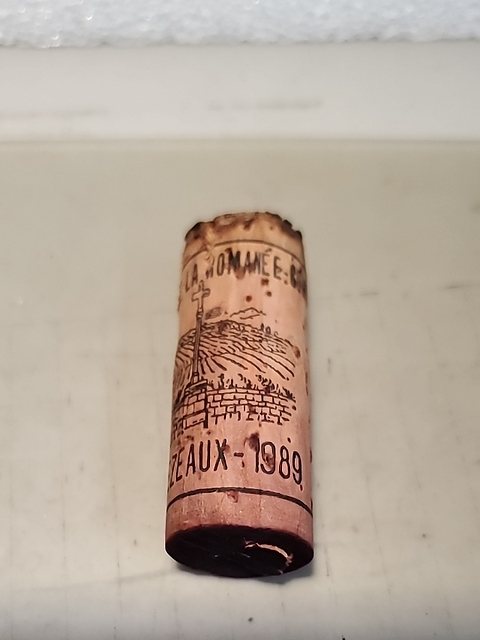 LA ROMANÉE-CO
ZEAUX - 1989